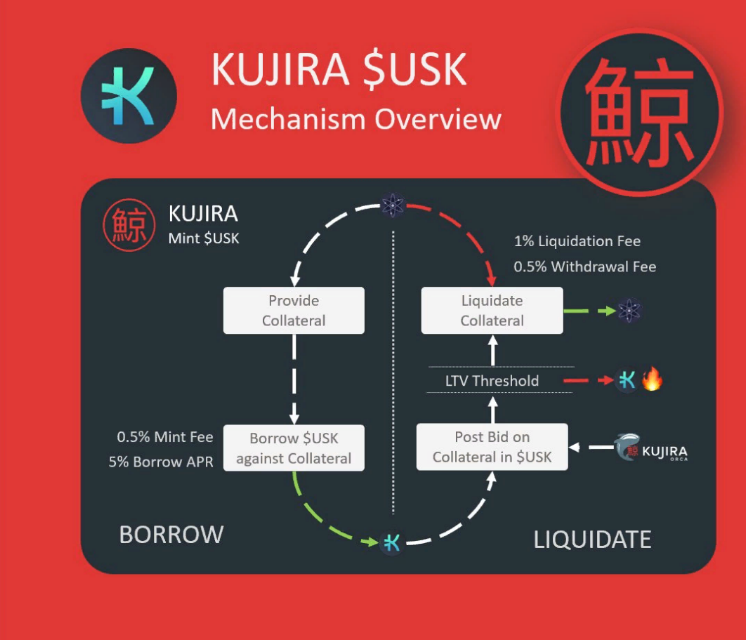 KUJIRA $USK
Mechanism Overview
鯨
鯨
KUJIRA
Mint $USK
1% Liquidation Fee
0.5% Withdrawal Fee
Provide
Collateral
Liquidate
Collateral
LTV Threshold
0.5% Mint Fee
5% Borrow APR
Borrow $USK
against Collateral
Post Bid on
Collateral in $USK
KUJIRA
ORCA
BORROW
LIQUIDATE